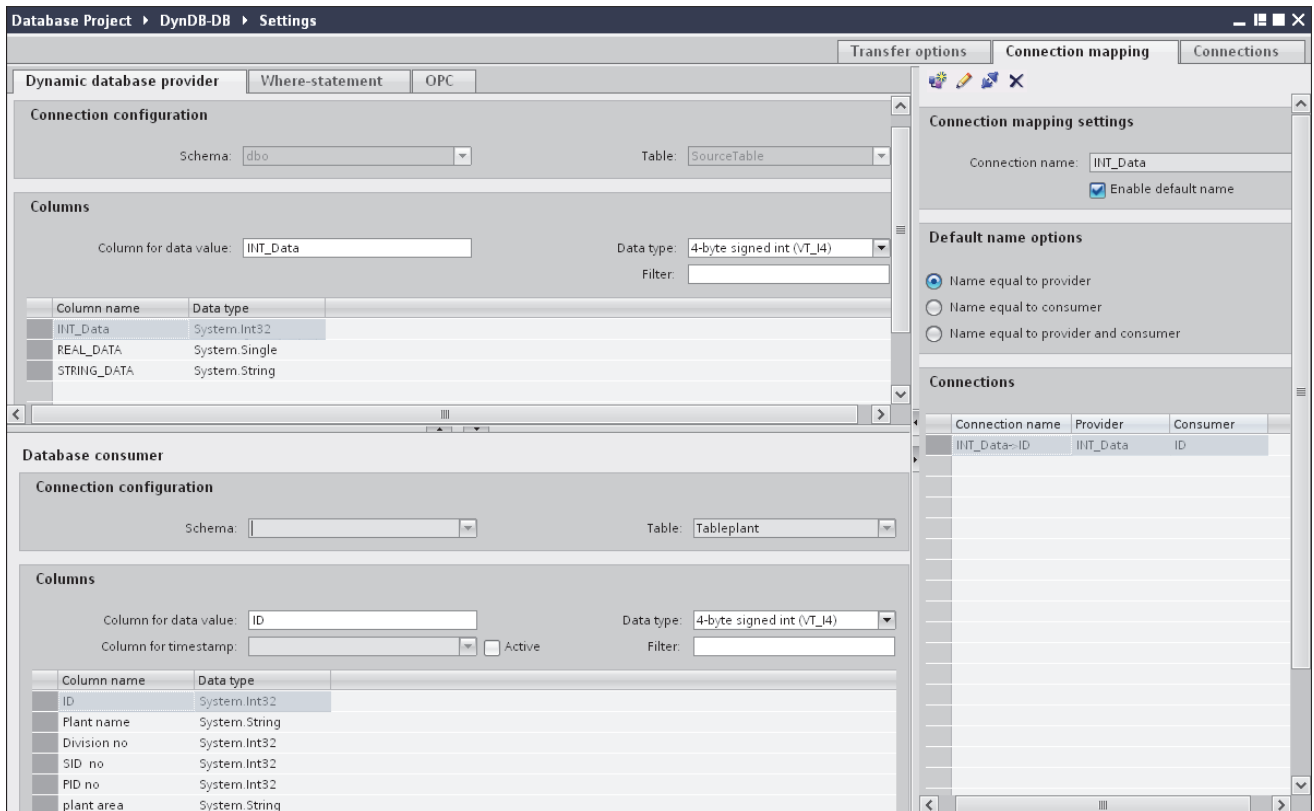 Database Project ▸ DynDB-DB ▸ Settings
Transfer options Connection mapping Connections
Dynamic database provider Where-statement OPC
Connection configuration
Schema: dbo Table: SourceTable
Columns
Column for data value: INT_Data Data type: 4-byte signed int (VT_I4)
Filter:
Column name Data type
INT_Data System.Int32
REAL_DATA System.Single
STRING_DATA System.String
Database consumer
Connection configuration
Schema: Table: Tableplant
Columns
Column for data value: ID Data type: 4-byte signed int (VT_I4)
Column for timestamp: Active Filter:
Column name Data type
ID System.Int32
Plant name System.String
Division no System.Int32
SID no System.Int32
PID no System.Int32
plant area System.String
Connection mapping settings
Connection name: INT_Data
Enable default name
Default name options
Name equal to provider
Name equal to consumer
Name equal to provider and consumer
Connections
Connection name Provider Consumer
INT_Data->ID INT_Data ID